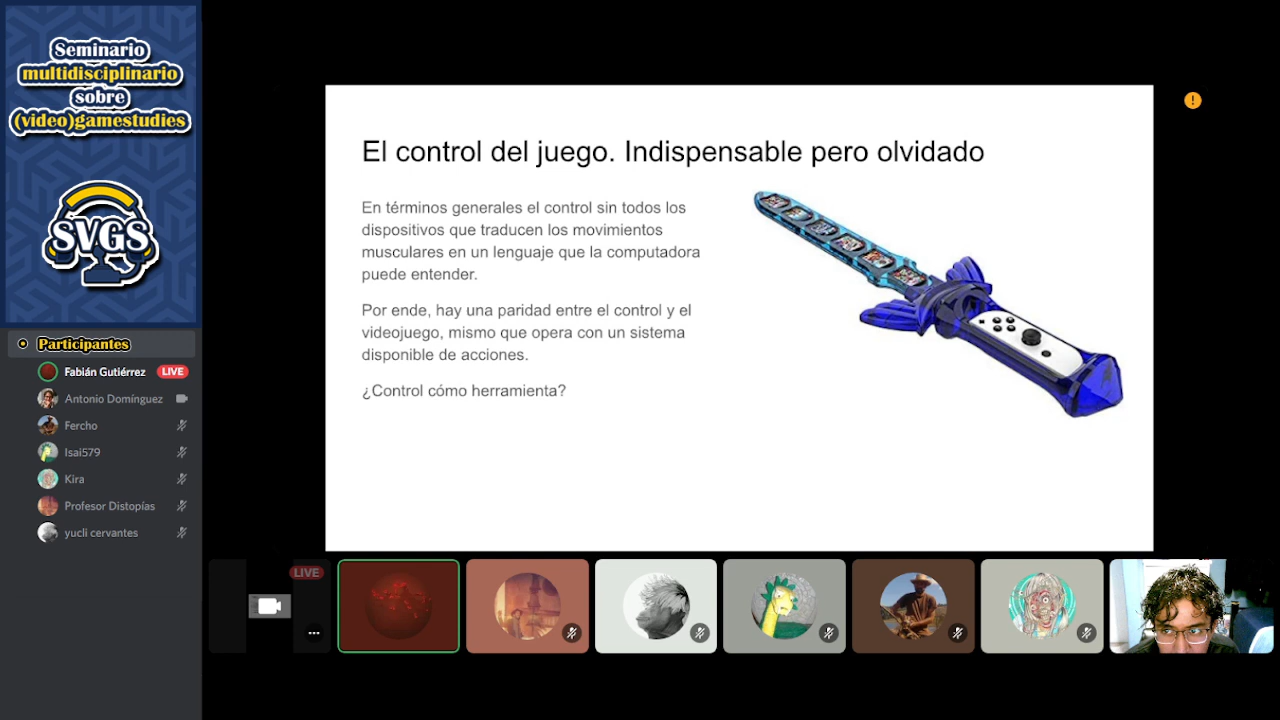 Seminario
multidisciplinario
sobre
(video)gamestudies
SVGS
Participantes
Fabián Gutiérrez LIVE
Antonio Domínguez
Fercho
Isai579
Kira
Profesor Distopías
yucli cervantes
El control del juego. Indispensable pero olvidado
En términos generales el control sin todos los
dispositivos que traducen los movimientos
musculares en un lenguaje que la computadora
puede entender.
Por ende, hay una paridad entre el control y el
videojuego, mismo que opera con un sistema
disponible de acciones.
¿Control cómo herramienta?
LIVE